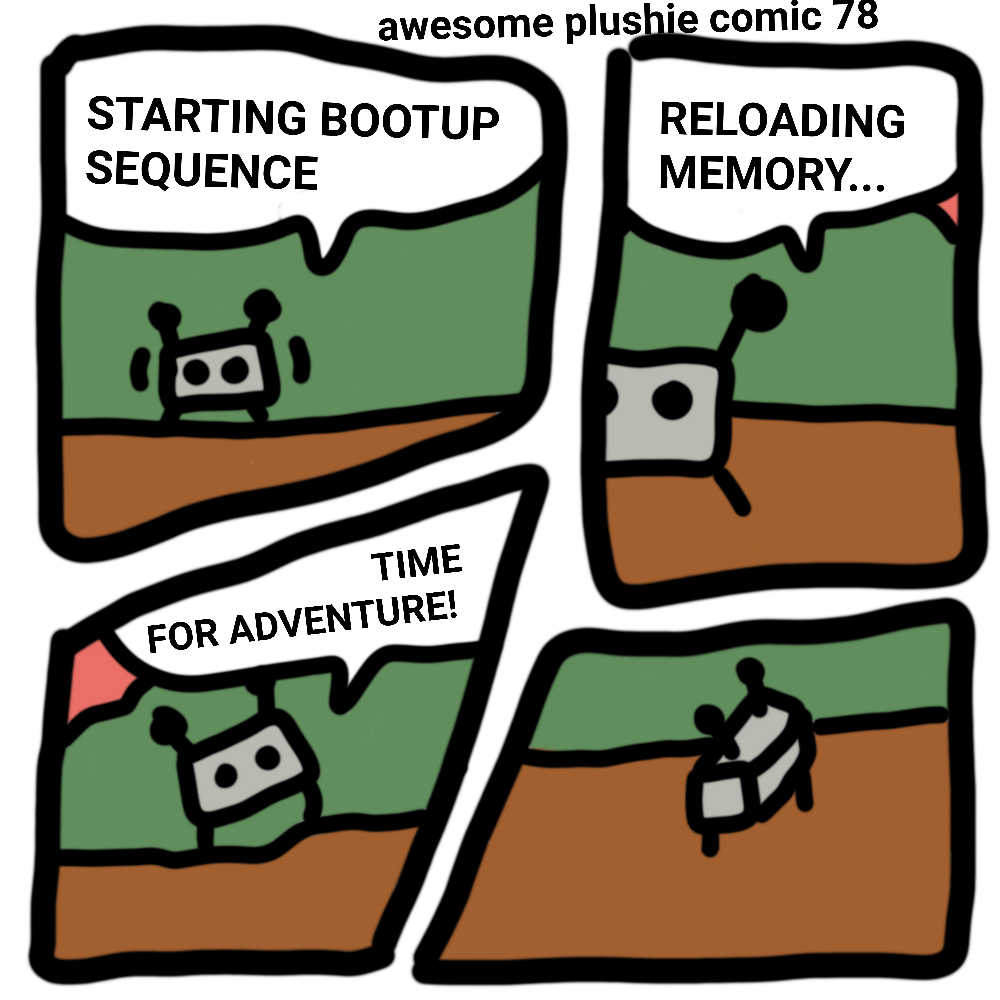 awesome plushie comic 78
STARTING BOOTUP
SEQUENCE
RELOADING
MEMORY...
TIME
FOR ADVENTURE!